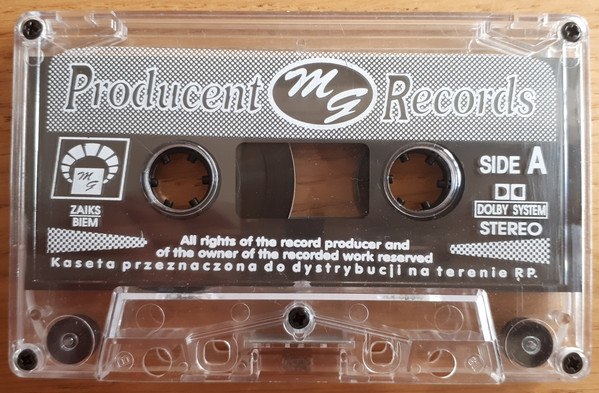 Producent MG Records
SIDE A
MG
DOLBY SYSTEM
ZAIKS
BIEM
STEREO
All rights of the record producer and
of the owner of the recorded work reserved
Kaseta przeznaczona do dystrybucji na terenie RP.